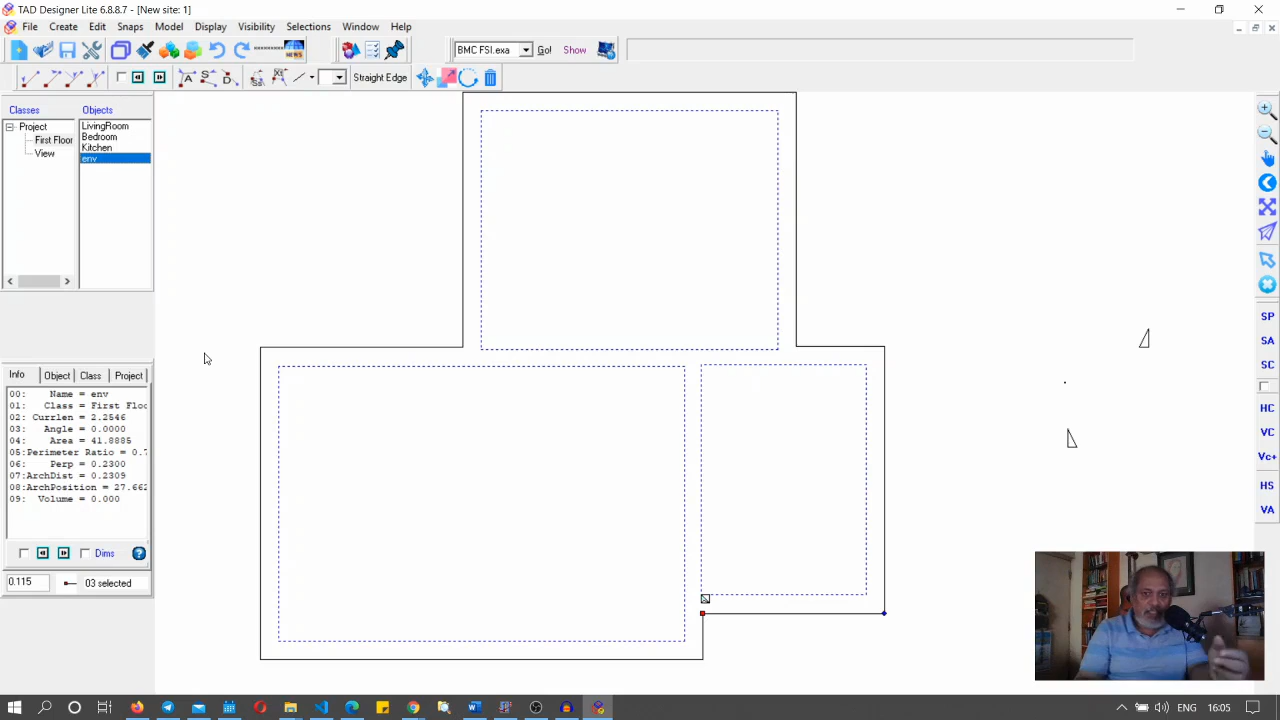 TAD Designer Lite 6.8.8.7 - [New site: 1]
File Create Edit Snaps Model Display Visibility Selections Window Help
NEWS
BMC FSI.exa Go! Show
A S D
Straight Edge
Classes Objects
Project
First Floor
View
LivingRoom
Bedroom
Kitchen
env
Info Object Class Project
00: Name = env
01: Class = First Floo
02: Currlen = 2.2546
03: Angle = 0.0000
04: Area = 41.8885
05:Perimeter Ratio = 0.7
06: Perp = 0.2300
07:ArchDist = 0.2309
08:ArchPosition = 27.662
09: Volume = 0.000
Dims
0.115 03 selected
SP
SA
SC
HC
VC
Vc+
HS
VA
ENG 16:05